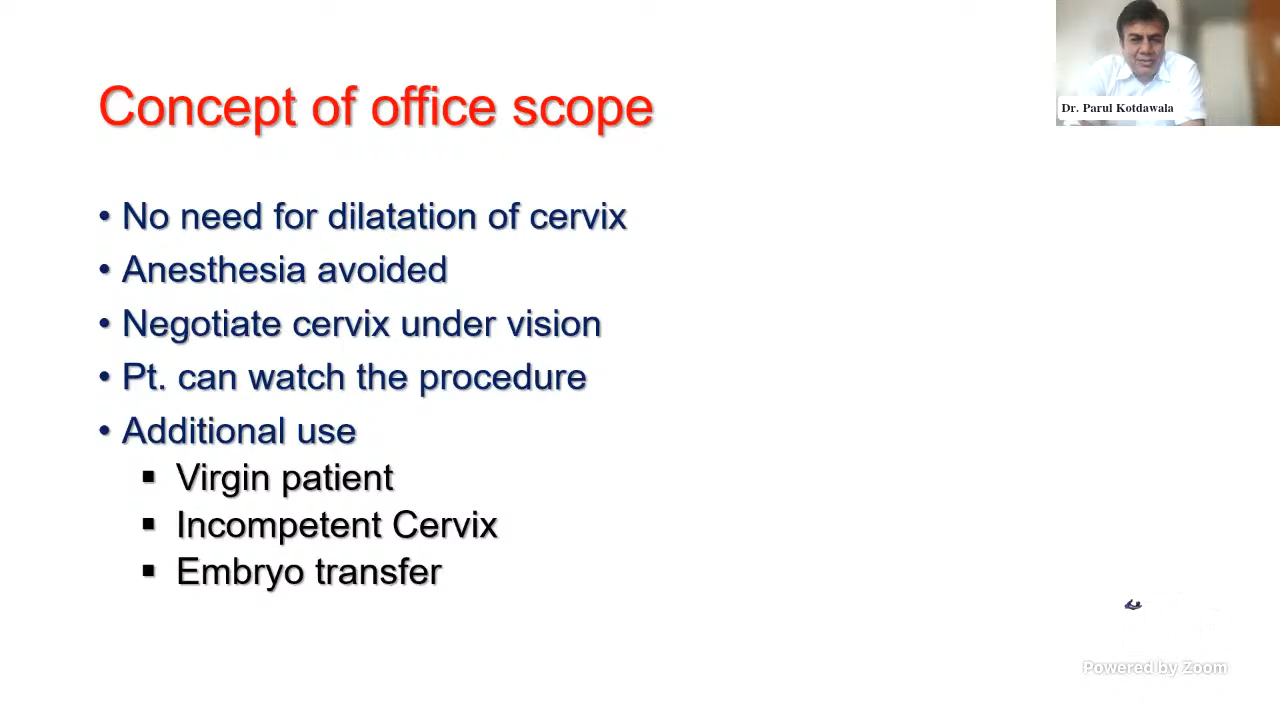 Concept of office scope
Dr. Parul Kotdawala
• No need for dilatation of cervix
• Anesthesia avoided
• Negotiate cervix under vision
• Pt. can watch the procedure
• Additional use
▪ Virgin patient
▪ Incompetent Cervix
▪ Embryo transfer
Powered by Zoom